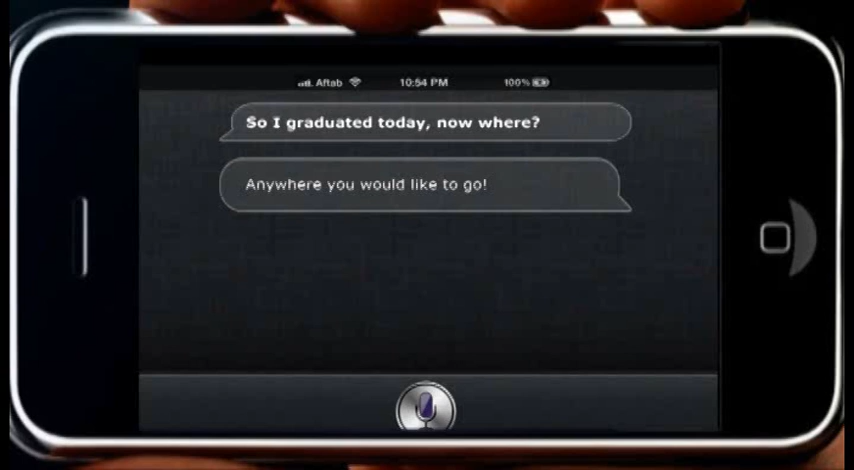 Aftab
10:54 PM
100%
So I graduated today, now where?
Anywhere you would like to go!